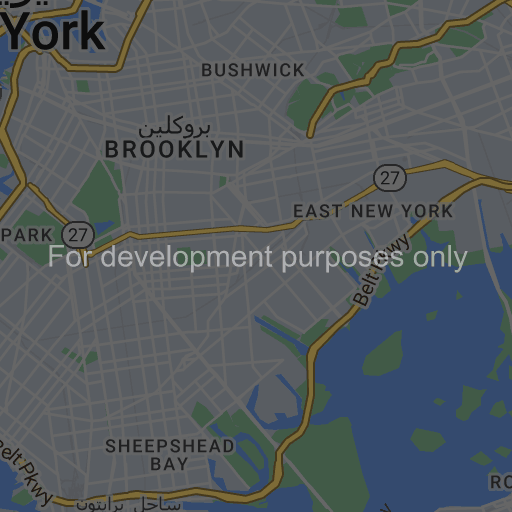 York
BUSHWICK
بروكلين
BROOKLYN
27
EAST NEW YORK
PARK
27
For development purposes only
Belt Pkwy
SHEEPSHEAD
BAY
Belt Pkwy
RO
ساحل برايتون